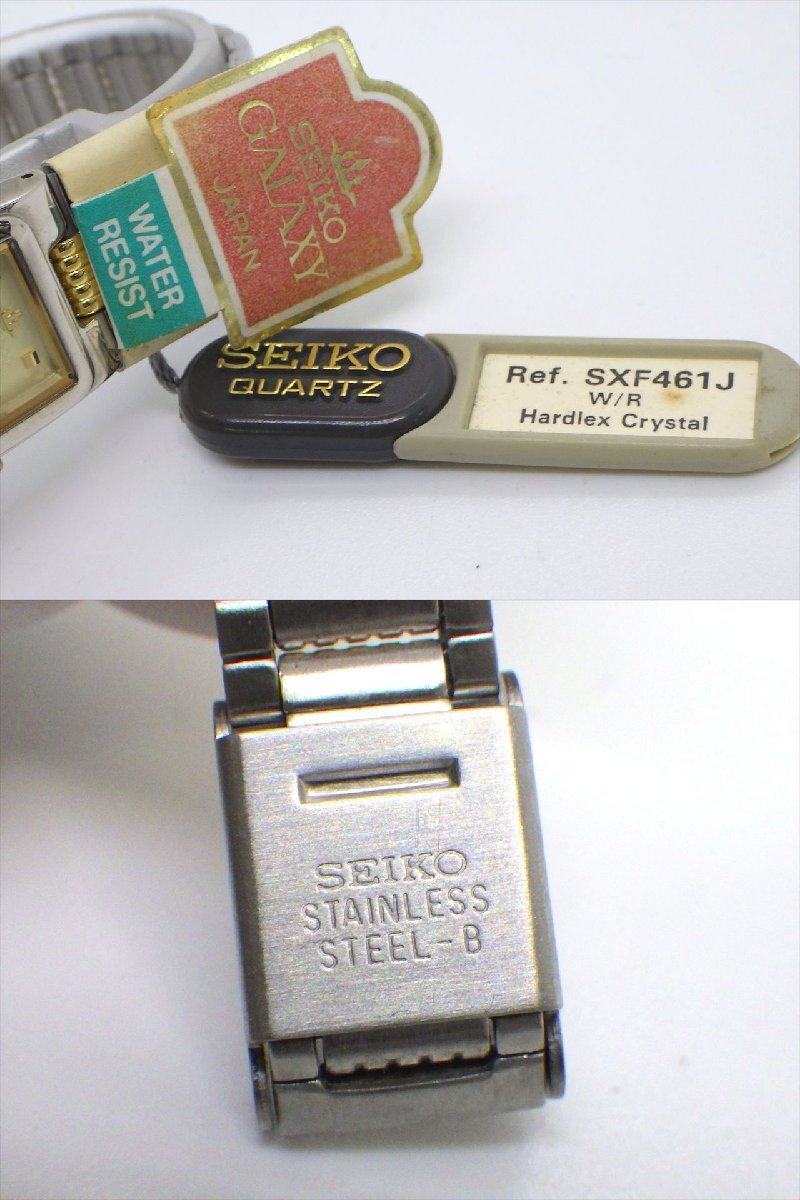 SEIKO
GALAXY
JAPAN
WATER
RESIST
SEIKO
QUARTZ
Ref. SXF461J
W/R
Hardlex Crystal
SEIKO
STAINLESS
STEEL-B